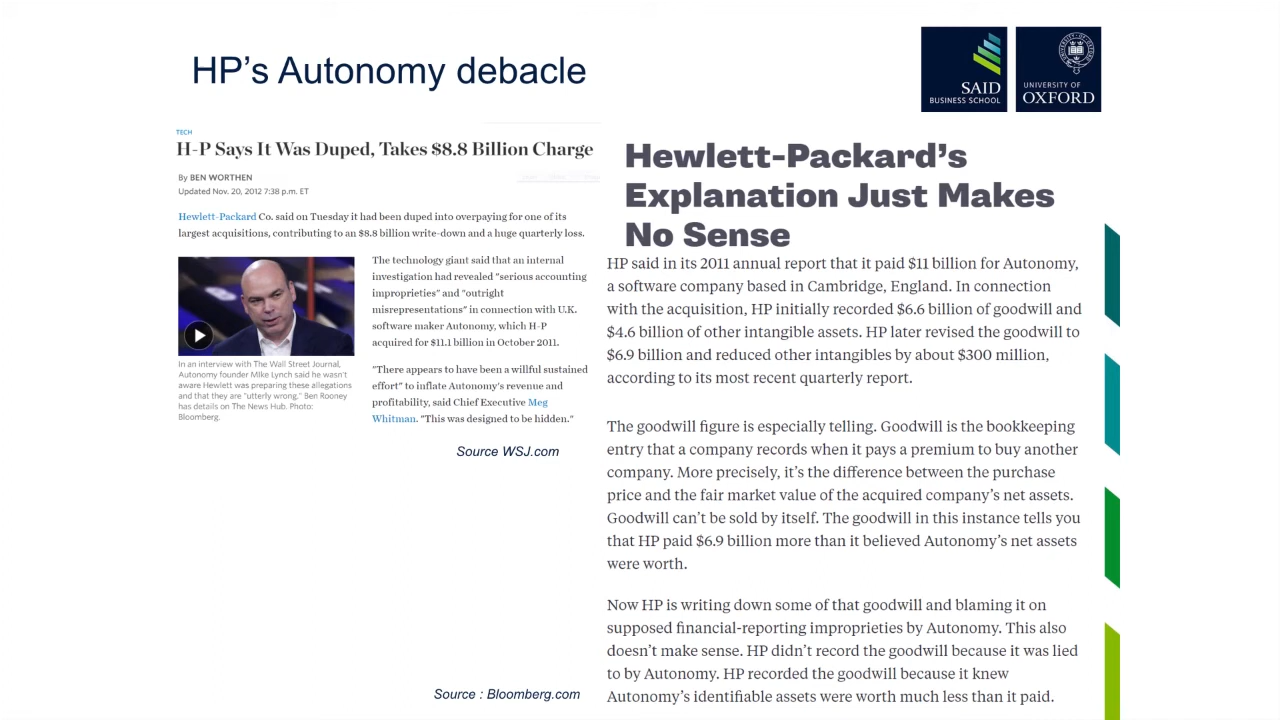 HP's Autonomy debacle
SAID
BUSINESS SCHOOL
UNIVERSITY OF
OXFORD
TECH
H-P Says It Was Duped, Takes $8.8 Billion Charge
By BEN WORTHEN
Updated Nov. 20, 2012 7:38 p.m. ET
Hewlett-Packard Co. said on Tuesday it had been duped into overpaying for one of its
largest acquisitions, contributing to an $8.8 billion write-down and a huge quarterly loss.
In an interview with The Wall Street Journal,
Autonomy founder Mike Lynch said he wasn't
aware Hewlett was preparing these allegations
and that they are "utterly wrong." Ben Rooney
has details on The News Hub. Photo:
Bloomberg.
The technology giant said that an internal
investigation had revealed "serious accounting
improprieties" and "outright
misrepresentations" in connection with U.K.
software maker Autonomy, which H-P
acquired for $11.1 billion in October 2011.
"There appears to have been a willful sustained
effort" to inflate Autonomy's revenue and
profitability, said Chief Executive Meg
Whitman. "This was designed to be hidden."
Source WSJ.com
Hewlett-Packard's
Explanation Just Makes
No Sense
HP said in its 2011 annual report that it paid $11 billion for Autonomy,
a software company based in Cambridge, England. In connection
with the acquisition, HP initially recorded $6.6 billion of goodwill and
$4.6 billion of other intangible assets. HP later revised the goodwill to
$6.9 billion and reduced other intangibles by about $300 million,
according to its most recent quarterly report.
The goodwill figure is especially telling. Goodwill is the bookkeeping
entry that a company records when it pays a premium to buy another
company. More precisely, it's the difference between the purchase
price and the fair market value of the acquired company's net assets.
Goodwill can't be sold by itself. The goodwill in this instance tells you
that HP paid $6.9 billion more than it believed Autonomy's net assets
were worth.
Now HP is writing down some of that goodwill and blaming it on
supposed financial-reporting improprieties by Autonomy. This also
doesn't make sense. HP didn't record the goodwill because it was lied
to by Autonomy. HP recorded the goodwill because it knew
Autonomy's identifiable assets were worth much less than it paid.
Source : Bloomberg.com